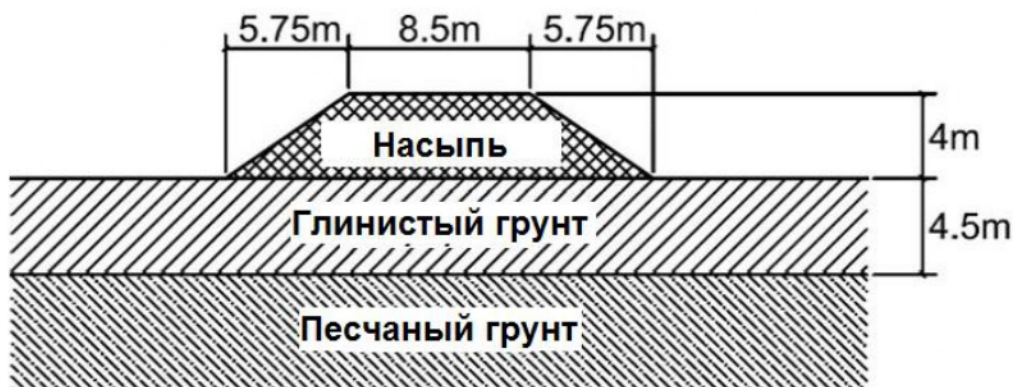 5.75m 8.5m 5.75m
Насыпь
4m
Глинистый грунт
4.5m
Песчаный грунт